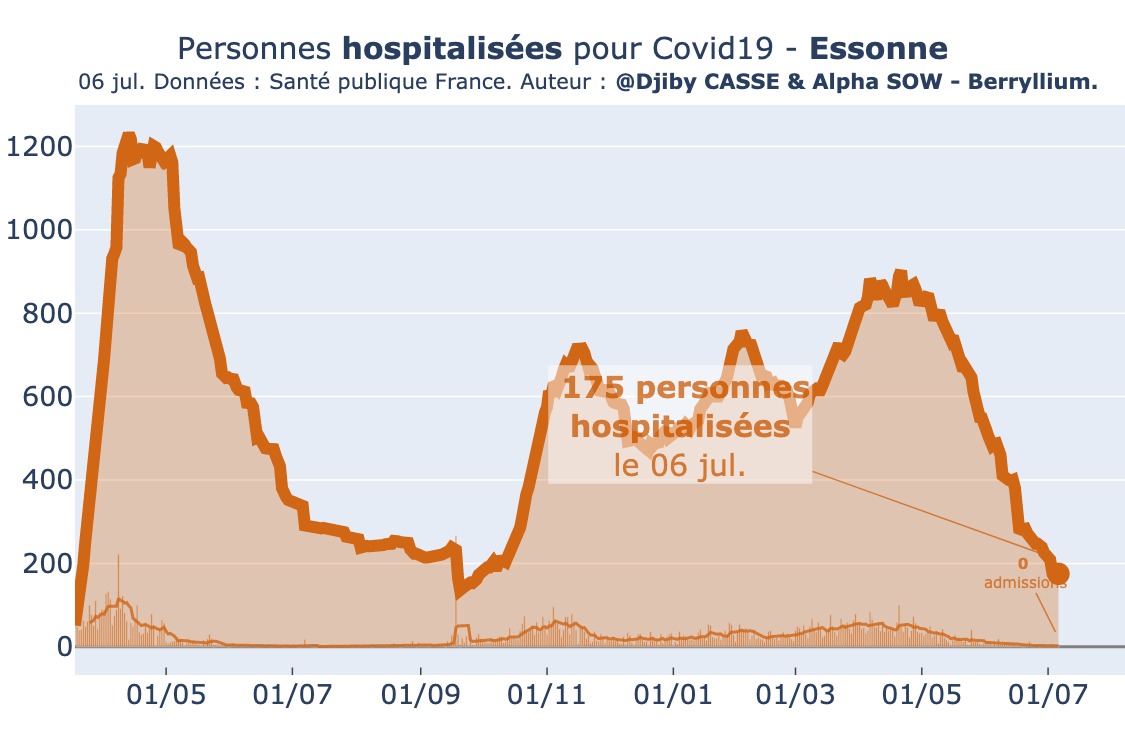 Personnes hospitalisées pour Covid19 - Essonne
06 jul. Données : Santé publique France. Auteur : @Djiby CASSE & Alpha SOW - Berryllium.
1200
1000
800
600
400
200
0
175 personnes
hospitalisées
le 06 jul.
0
admissions
01/05 01/07 01/09 01/11 01/01 01/03 01/05 01/07